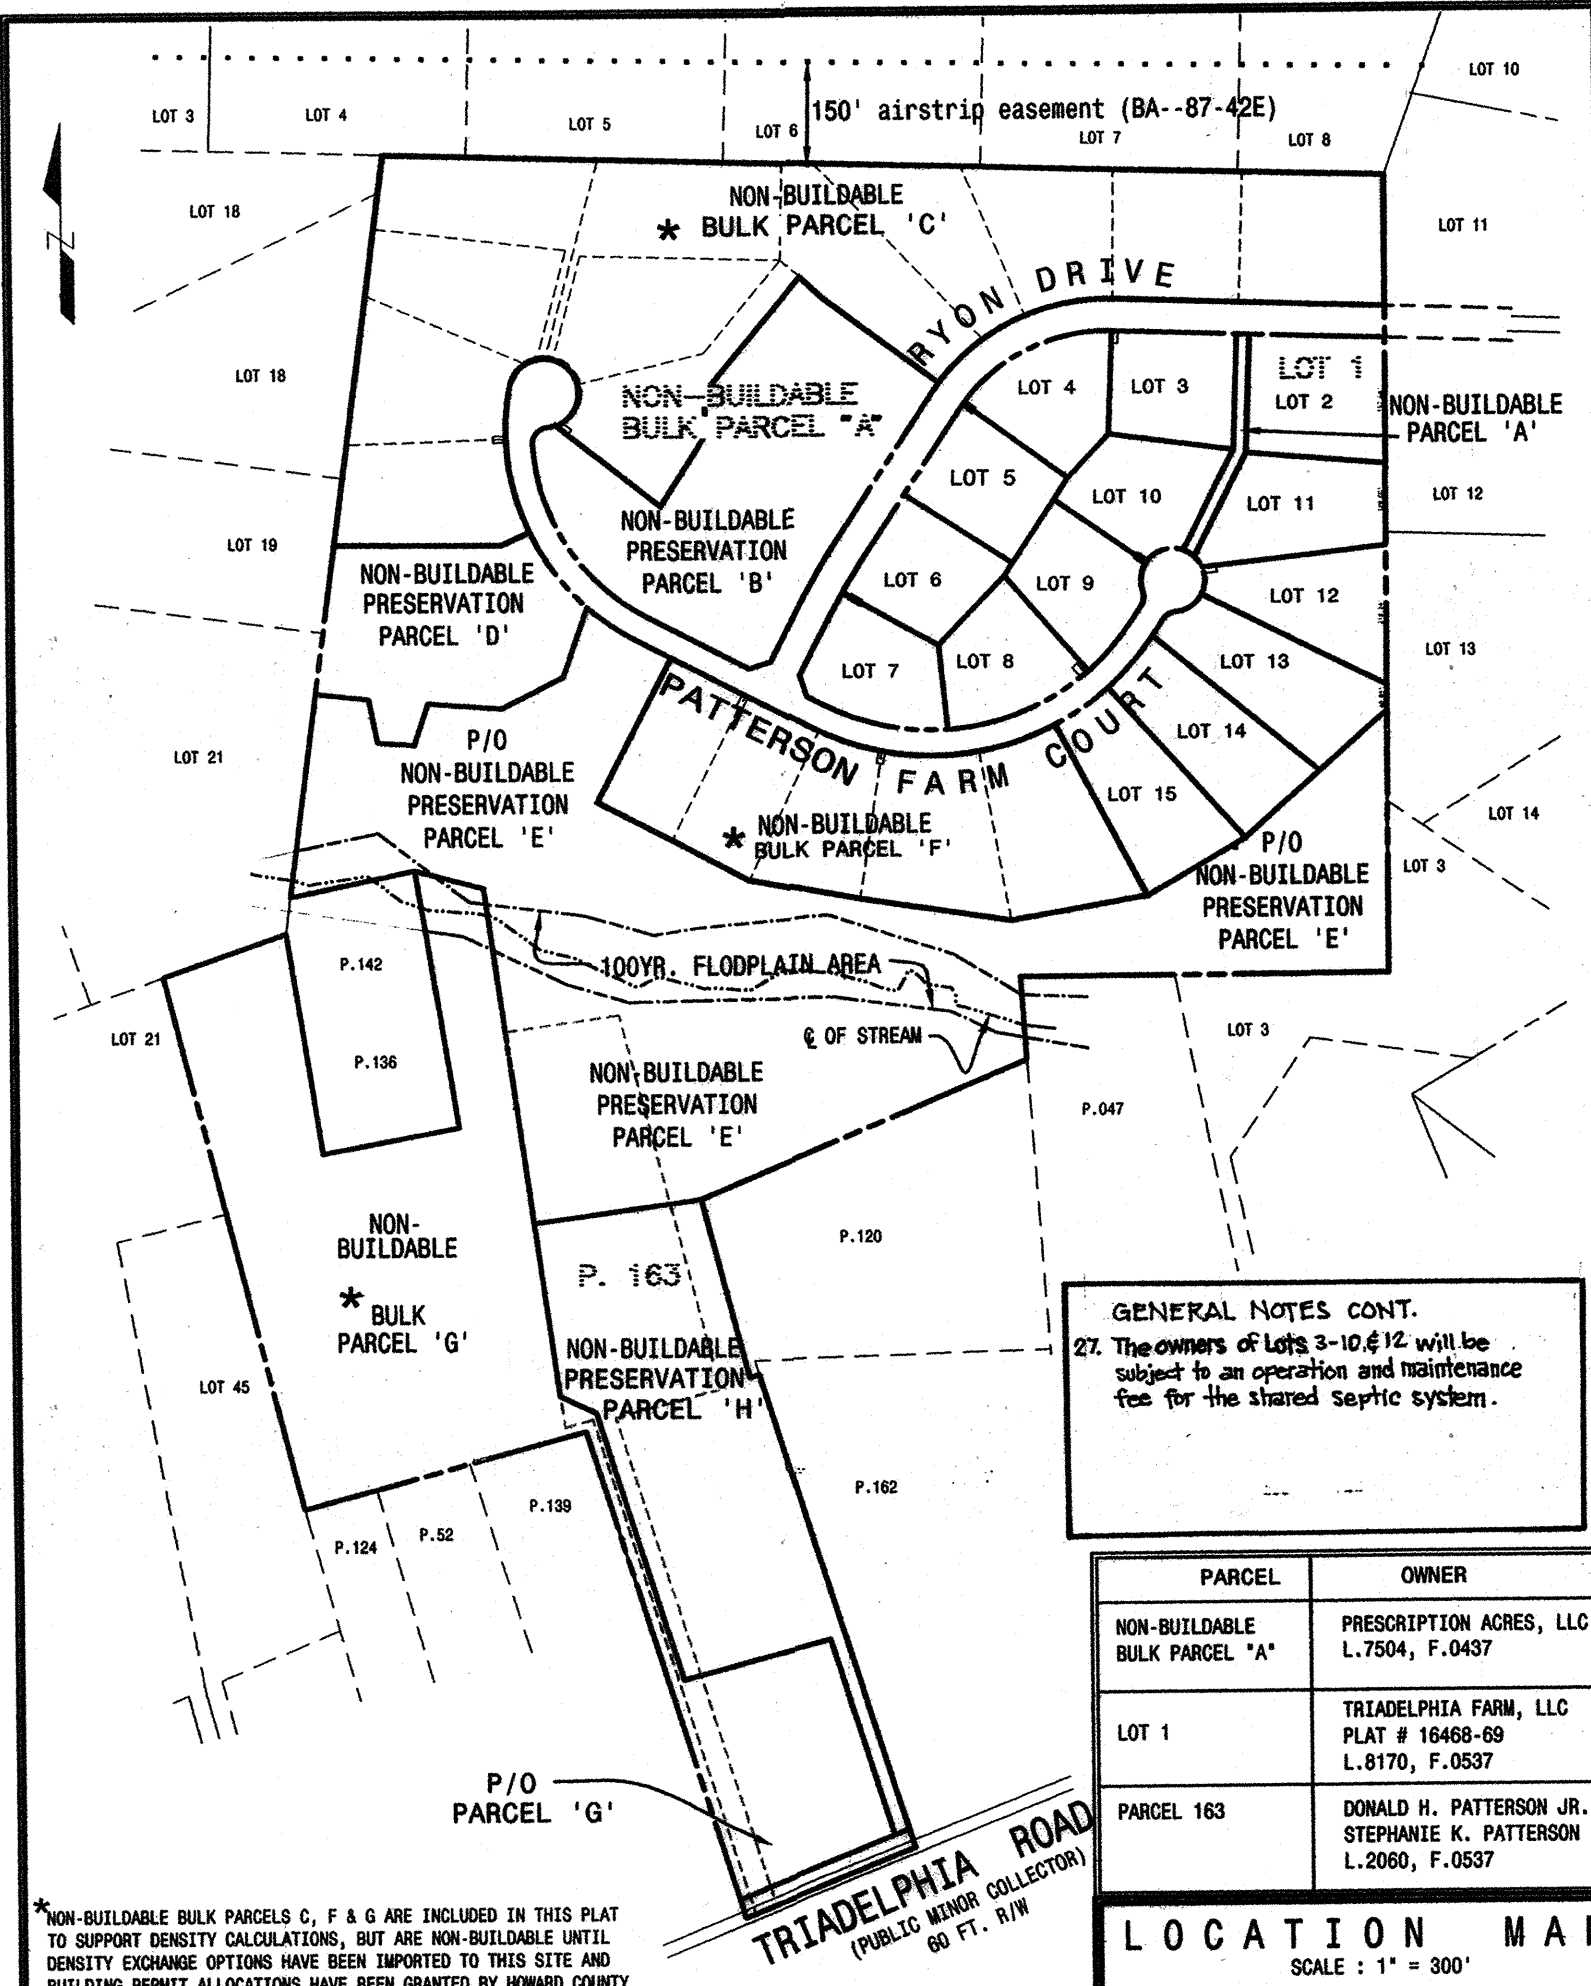 LOT 10
LOT 3
LOT 4
LOT 5
LOT 6
150' airstrip easement (BA--87-42E)
LOT 7
LOT 8
NON-BUILDABLE
* BULK PARCEL 'C'
LOT 18
LOT 11
N
RYON DRIVE
LOT 18
LOT 4
LOT 3
LOT 1
LOT 2
NON-BUILDABLE
PARCEL 'A'
NON-BUILDABLE
BULK PARCEL "A"
LOT 5
LOT 10
LOT 11
LOT 12
NON-BUILDABLE
PRESERVATION
PARCEL 'B'
LOT 19
NON-BUILDABLE
PRESERVATION
PARCEL 'D'
LOT 6
LOT 9
LOT 12
LOT 7
LOT 8
LOT 13
LOT 13
PATTERSON FARM COURT
LOT 14
LOT 21
P/O
NON-BUILDABLE
PRESERVATION
PARCEL 'E'
LOT 15
LOT 14
* NON-BUILDABLE
BULK PARCEL 'F'
P/O
NON-BUILDABLE
PRESERVATION
PARCEL 'E'
LOT 3
P.142
100YR. FLODPLAIN AREA
LOT 21
P.136
℄ OF STREAM
LOT 3
NON-BUILDABLE
PRESERVATION
PARCEL 'E'
P.047
NON-
BUILDABLE
* BULK
PARCEL 'G'
P.120
P. 163
NON-BUILDABLE
PRESERVATION
PARCEL 'H'
GENERAL NOTES CONT.
27. The owners of Lots 3-10,& 12 will be
subject to an operation and maintenance
fee for the shared septic system.
LOT 45
P.162
P.139
P.52
P.124
PARCEL OWNER
NON-BUILDABLE
BULK PARCEL "A"
PRESCRIPTION ACRES, LLC
L.7504, F.0437
LOT 1
TRIADELPHIA FARM, LLC
PLAT # 16468-69
L.8170, F.0537
PARCEL 163
DONALD H. PATTERSON JR.
STEPHANIE K. PATTERSON
L.2060, F.0537
P/O
PARCEL 'G'
TRIADELPHIA ROAD
(PUBLIC MINOR COLLECTOR)
60 FT. R/W
*NON-BUILDABLE BULK PARCELS C, F & G ARE INCLUDED IN THIS PLAT
TO SUPPORT DENSITY CALCULATIONS, BUT ARE NON-BUILDABLE UNTIL
DENSITY EXCHANGE OPTIONS HAVE BEEN IMPORTED TO THIS SITE AND
BUILDING PERMIT ALLOCATIONS HAVE BEEN GRANTED BY HOWARD COUNTY
LOCATION MA
SCALE : 1" = 300'